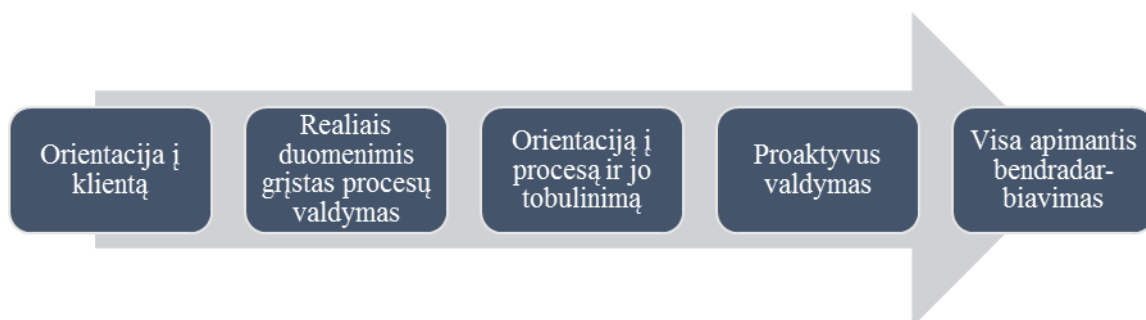 Orientacija į
klientą
Realiais
duomenimis
grįstas procesų
valdymas
Orientaciją į
procesą ir jo
tobulinimą
Proaktyvus
valdymas
Visa apimantis
bendradar-
biavimas